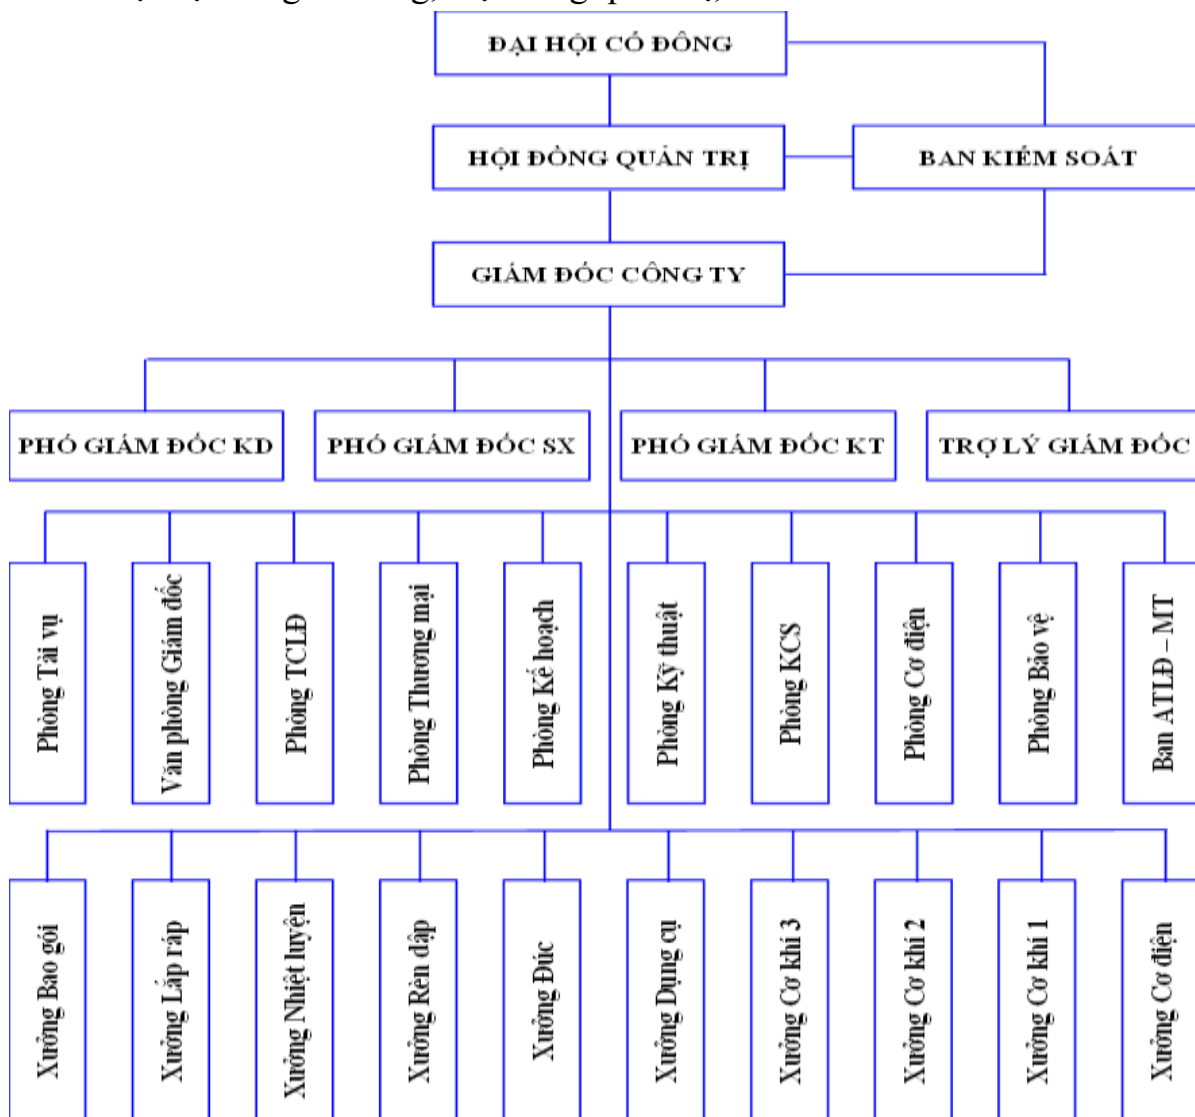 ĐẠI HỘI CỔ ĐÔNG
HỘI ĐỒNG QUẢN TRỊ
BAN KIỂM SOÁT
GIÁM ĐỐC CÔNG TY
PHÓ GIÁM ĐỐC KD
PHÓ GIÁM ĐỐC SX
PHÓ GIÁM ĐỐC KT
TRỢ LÝ GIÁM ĐỐC
Phòng Tài vụ
Văn phòng Giám đốc
Phòng TCLĐ
Phòng Thương mại
Phòng Kế hoạch
Phòng Kỹ thuật
Phòng KCS
Phòng Cơ điện
Phòng Bảo vệ
Ban ATLĐ – MT
Xưởng Bao gói
Xưởng Lắp ráp
Xưởng Nhiệt luyện
Xưởng Rèn dập
Xưởng Đúc
Xưởng Dụng cụ
Xưởng Cơ khí 3
Xưởng Cơ khí 2
Xưởng Cơ khí 1
Xưởng Cơ điện